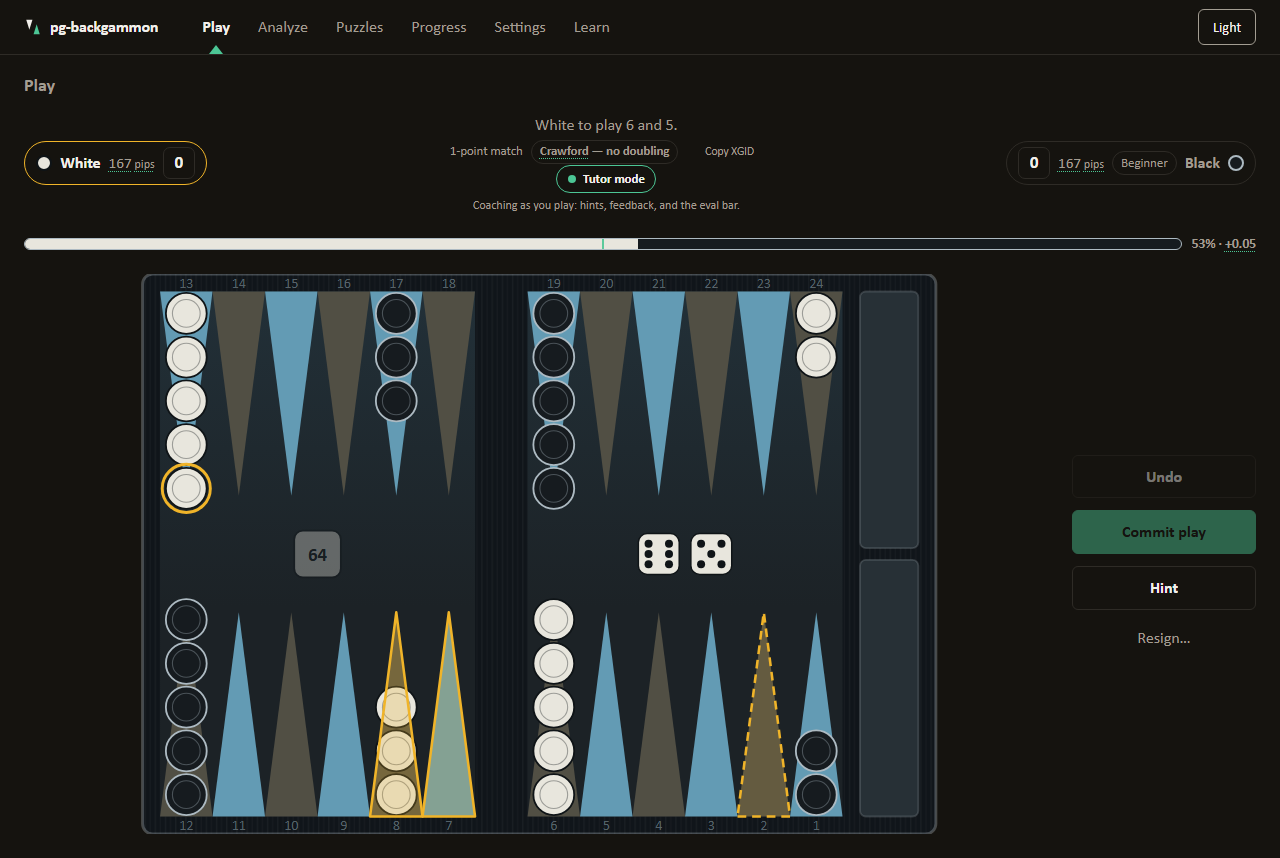 pg-backgammon Play Analyze Puzzles Progress Settings Learn Light
Play
White to play 6 and 5.
White 167 pips 0
1-point match Crawford — no doubling Copy XGID
Tutor mode
Coaching as you play: hints, feedback, and the eval bar.
0 167 pips Beginner Black
53% · +0.05
13 14 15 16 17 18 19 20 21 22 23 24
64
12 11 10 9 8 7 6 5 4 3 2 1
Undo
Commit play
Hint
Resign...